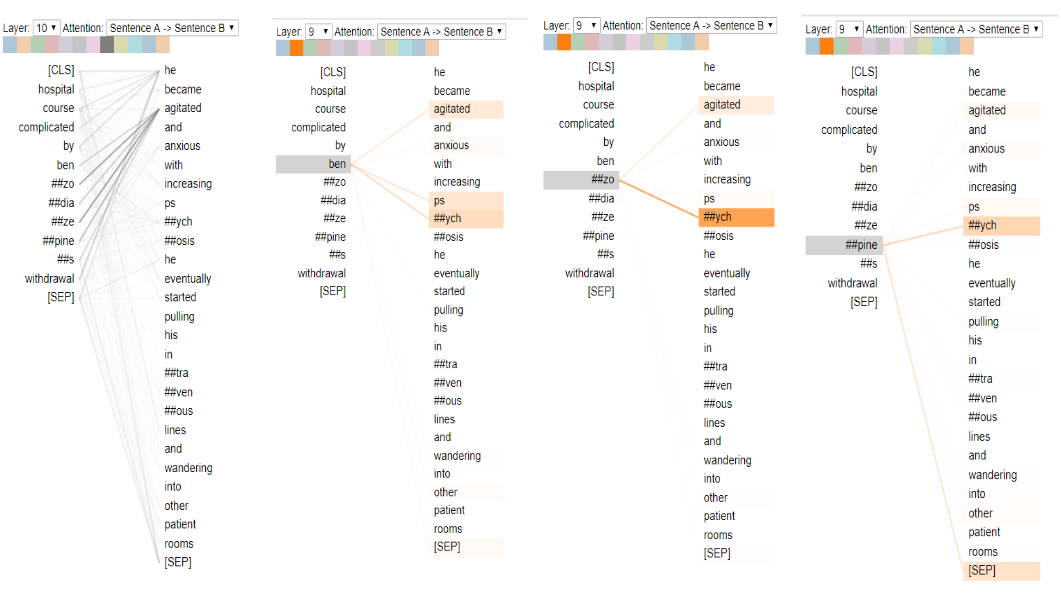 Layer: 10 Attention: Sentence A -> Sentence B
[CLS] he
hospital became
course agitated
complicated and
by anxious
ben with
##zo increasing
##dia ps
##ze ##ych
##pine ##osis
##s he
withdrawal eventually
[SEP] started
pulling
his
in
##tra
##ven
##ous
lines
and
wandering
into
other
patient
rooms
[SEP]
Layer: 9 Attention: Sentence A -> Sentence B
[CLS] he
hospital became
course agitated
complicated and
by anxious
ben with
##zo increasing
##dia ps
##ze ##ych
##pine ##osis
##s he
withdrawal eventually
[SEP] started
pulling
his
in
##tra
##ven
##ous
lines
and
wandering
into
other
patient
rooms
[SEP]
Layer: 9 Attention: Sentence A -> Sentence B
[CLS] he
hospital became
course agitated
complicated and
by anxious
ben with
##zo increasing
##dia ps
##ze ##ych
##pine ##osis
##s he
withdrawal eventually
[SEP] started
pulling
his
in
##tra
##ven
##ous
lines
and
wandering
into
other
patient
rooms
[SEP]
Layer: 9 Attention: Sentence A -> Sentence B
[CLS] he
hospital became
course agitated
complicated and
by anxious
ben with
##zo increasing
##dia ps
##ze ##ych
##pine ##osis
##s he
withdrawal eventually
[SEP] started
pulling
his
in
##tra
##ven
##ous
lines
and
wandering
into
other
patient
rooms
[SEP]